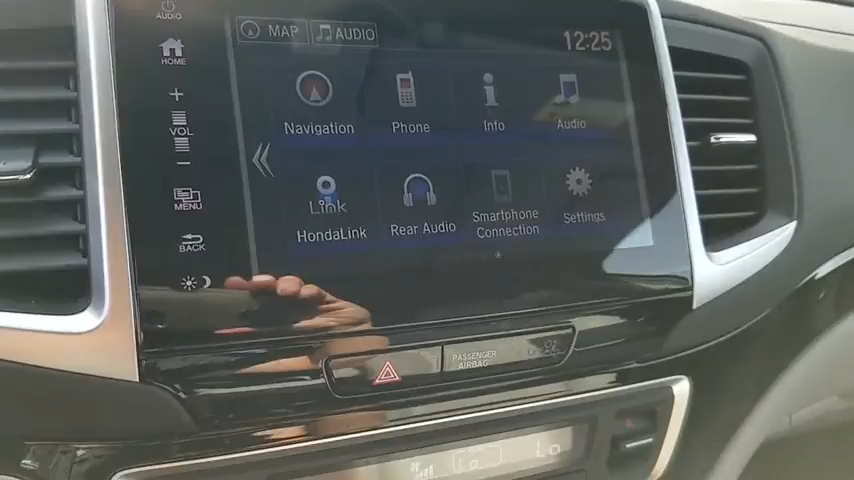 AUDIO
HOME
+
VOL
−
MENU
BACK
MAP
AUDIO
12:25
Navigation
Phone
Info
Audio
Link
HondaLink
Rear Audio
Smartphone
Connection
Settings
PASSENGER
AIRBAG
Lo
Lo